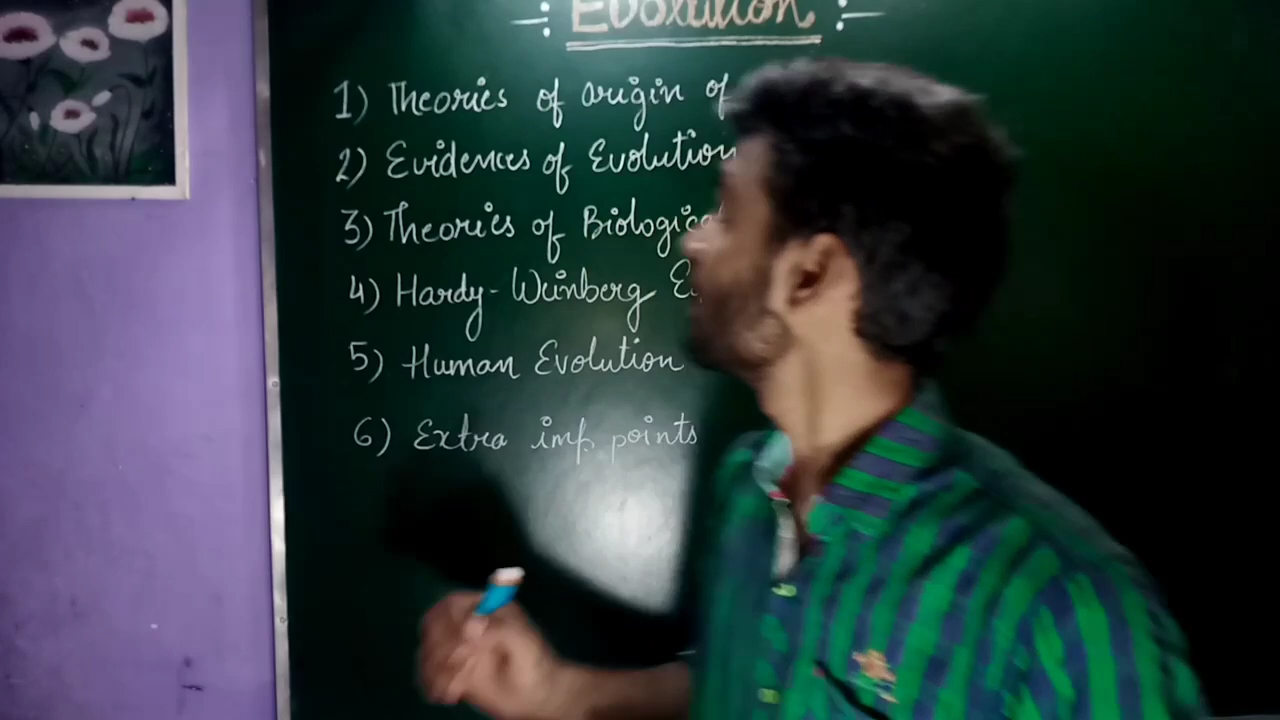 Evolution
1) Theories of origin of
2) Evidences of Evolution
3) Theories of Biological
4) Hardy-Weinberg
5) Human Evolution
6) Extra imp. points